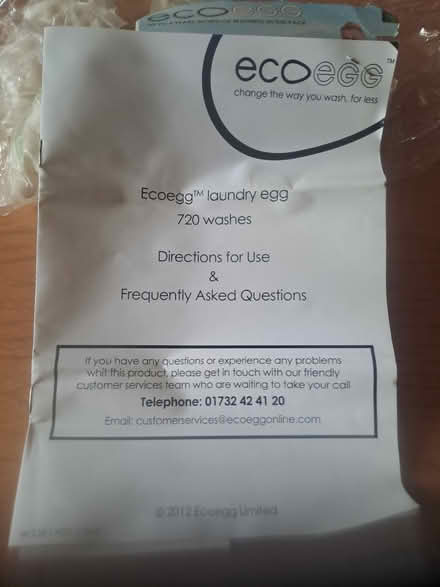 ecoegg
ecoegg™
change the way you wash, for less
Ecoegg™ laundry egg
720 washes
Directions for Use
&
Frequently Asked Questions
If you have any questions or experience any problems
whit this product, please get in touch with our friendly
customer services team who are waiting to take your call
Telephone: 01732 42 41 20
Email: customerservices@ecoeggonline.com
© 2012 Ecoegg Limited